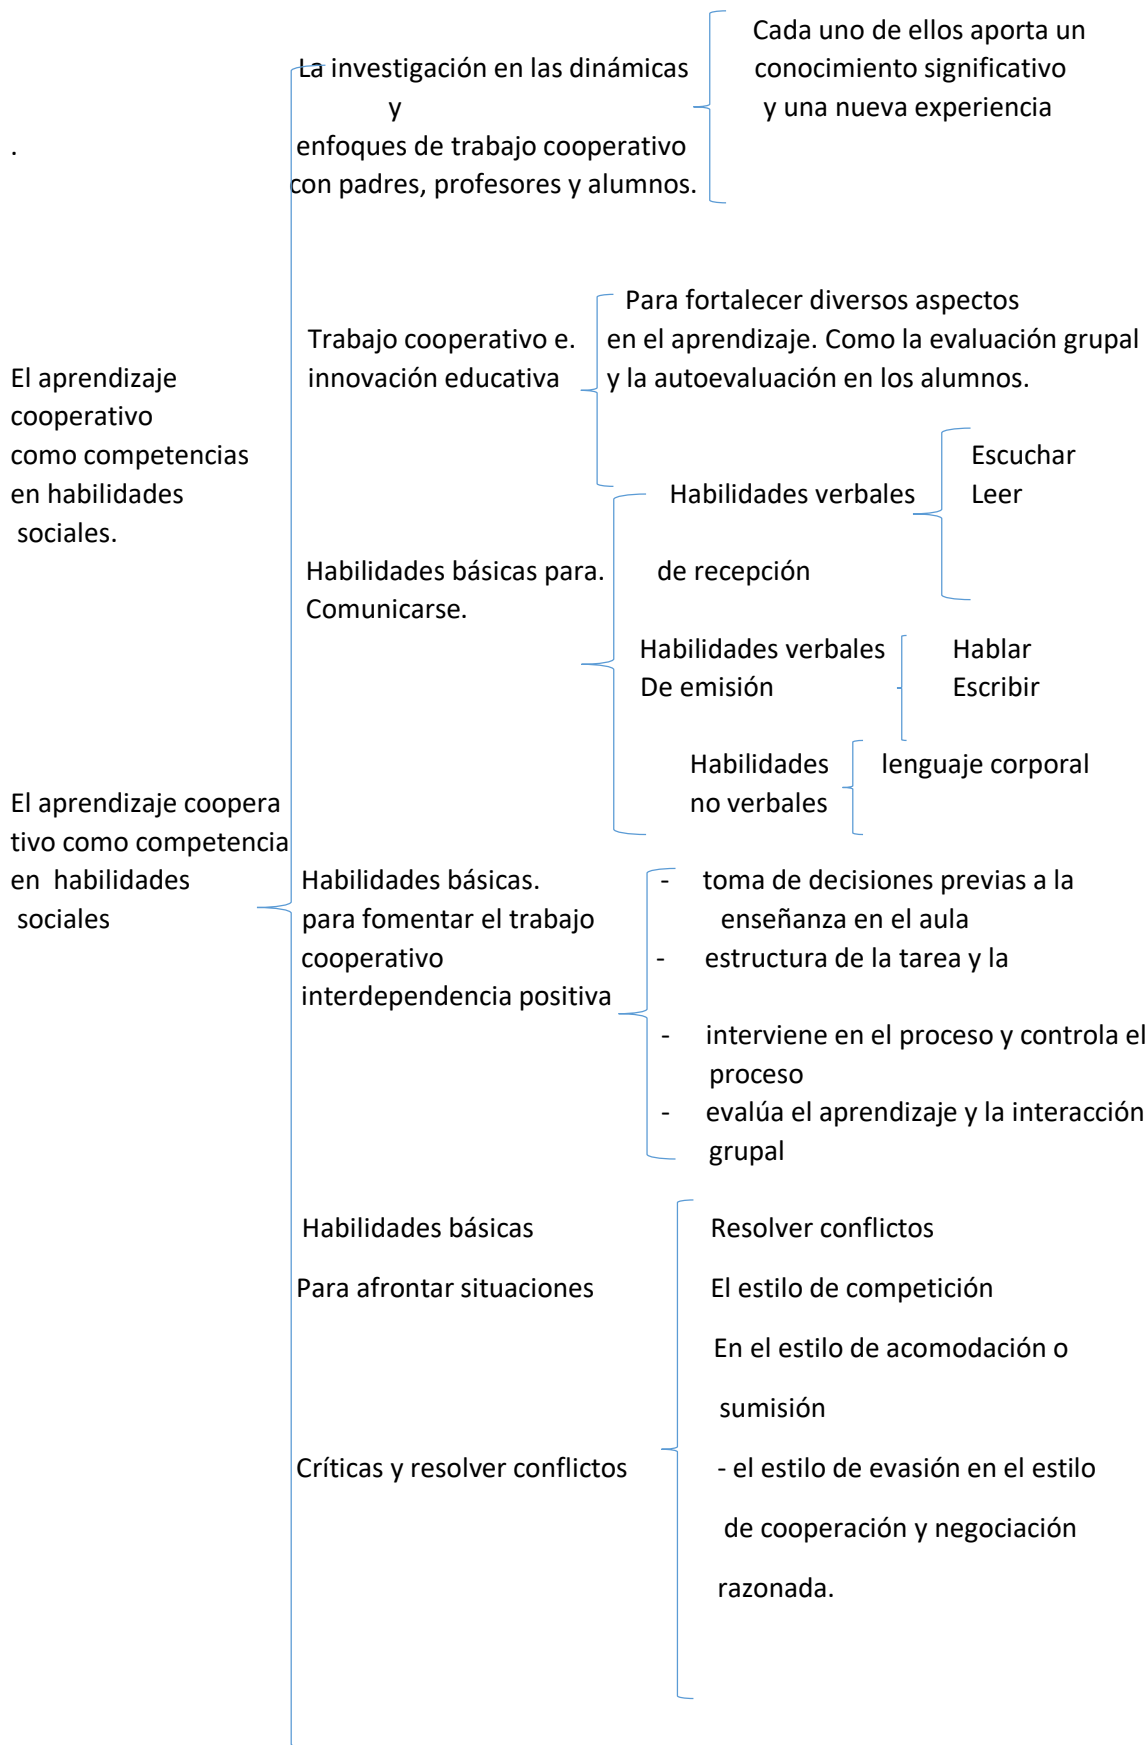 .
El aprendizaje
cooperativo
como competencias
en habilidades
sociales.
El aprendizaje coopera
tivo como competencia
en habilidades
sociales
La investigación en las dinámicas
y
enfoques de trabajo cooperativo
con padres, profesores y alumnos.
Cada uno de ellos aporta un
conocimiento significativo
y una nueva experiencia
Trabajo cooperativo e.
innovación educativa
Para fortalecer diversos aspectos
en el aprendizaje. Como la evaluación grupal
y la autoevaluación en los alumnos.
Habilidades básicas para.
Comunicarse.
Habilidades verbales
de recepción
Escuchar
Leer
Habilidades verbales
De emisión
Hablar
Escribir
Habilidades
no verbales
lenguaje corporal
Habilidades básicas.
para fomentar el trabajo
cooperativo
interdependencia positiva
- toma de decisiones previas a la
enseñanza en el aula
- estructura de la tarea y la
- interviene en el proceso y controla el
proceso
- evalúa el aprendizaje y la interacción
grupal
Habilidades básicas
Para afrontar situaciones
Críticas y resolver conflictos
Resolver conflictos
El estilo de competición
En el estilo de acomodación o
sumisión
- el estilo de evasión en el estilo
de cooperación y negociación
razonada.